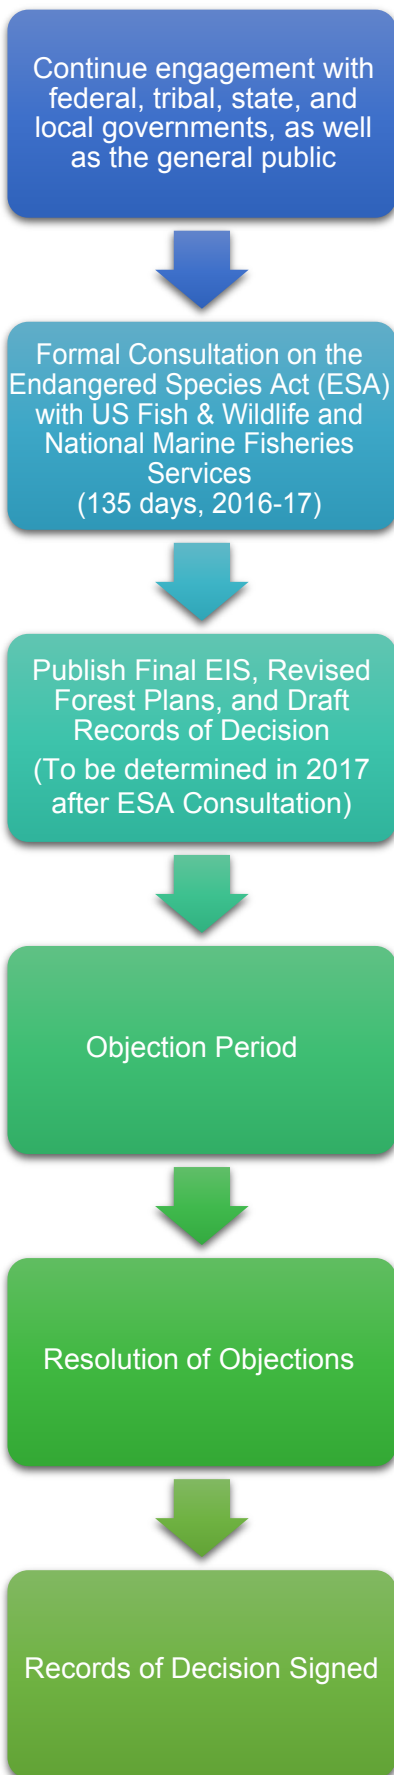 Continue engagement with
federal, tribal, state, and
local governments, as well
as the general public
Formal Consultation on the
Endangered Species Act (ESA)
with US Fish & Wildlife and
National Marine Fisheries
Services
(135 days, 2016-17)
Publish Final EIS, Revised
Forest Plans, and Draft
Records of Decision
(To be determined in 2017
after ESA Consultation)
Objection Period
Resolution of Objections
Records of Decision Signed